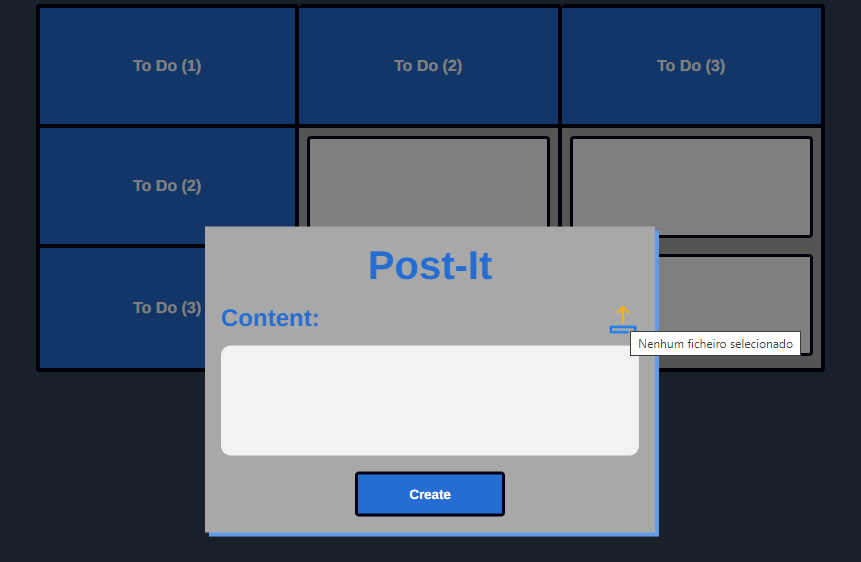 To Do (1)
To Do (2)
To Do (3)
To Do (2)
To Do (3)
Post-It
Content:
Nenhum ficheiro selecionado
Create